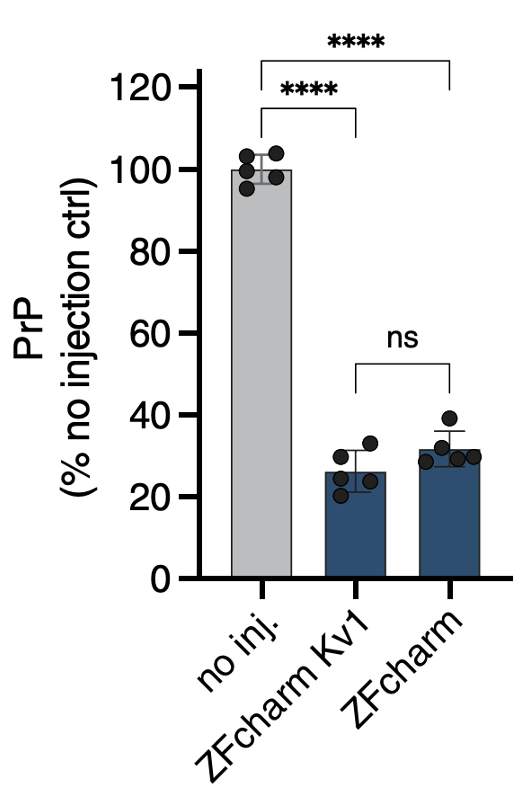 ****
****
ns
PrP
(% no injection ctrl)
120
100
80
60
40
20
0
no inj.
ZFcharm Kv1
ZFcharm